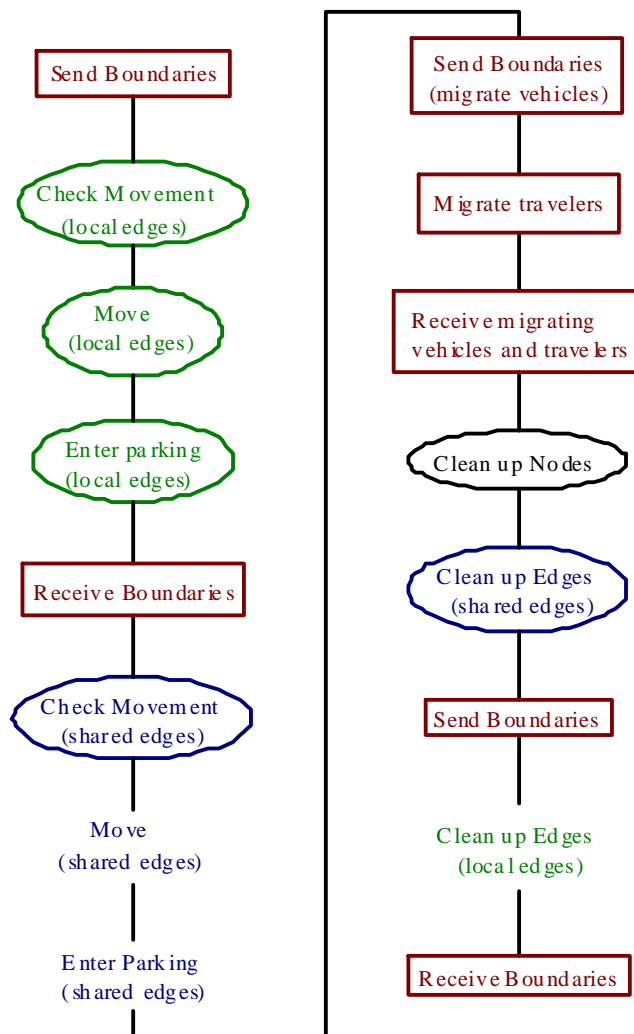 Send Boundaries
Check Movement
(local edges)
Move
(local edges)
Enter parking
(local edges)
Receive Boundaries
Check Movement
(shared edges)
Move
(shared edges)
Enter Parking
(shared edges)
Send Boundaries
(migrate vehicles)
Migrate travelers
Receive migrating
vehicles and travelers
Clean up Nodes
Clean up Edges
(shared edges)
Send Boundaries
Clean up Edges
(local edges)
Receive Boundaries